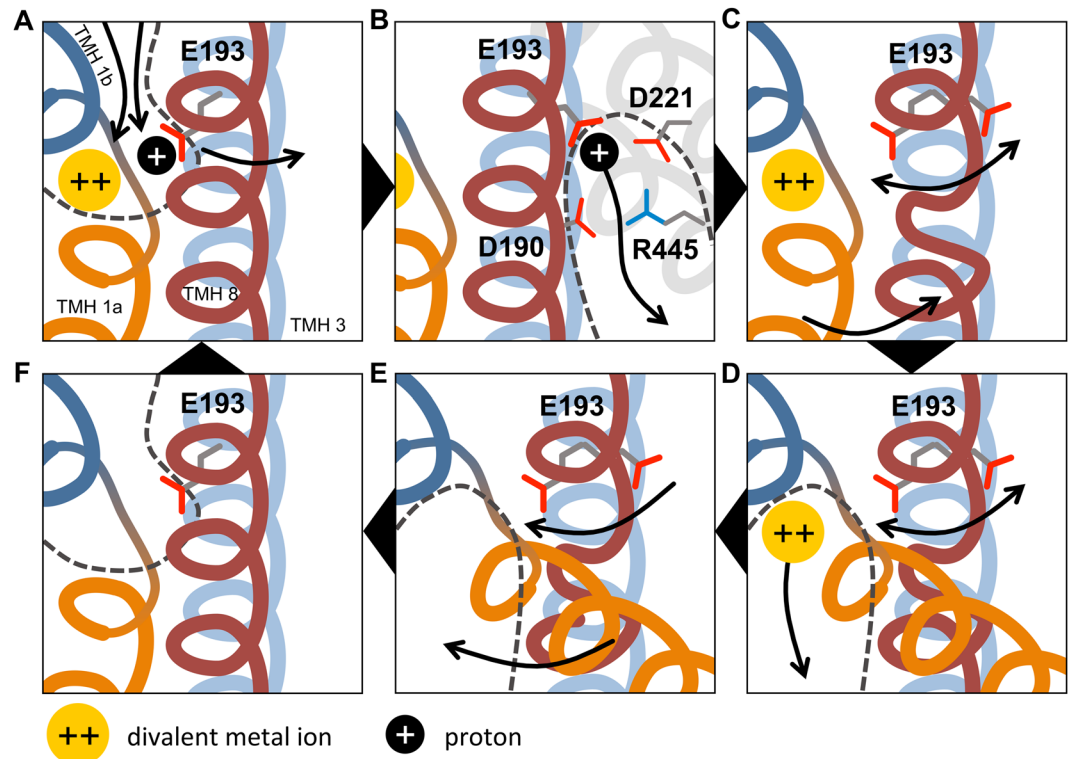 A
TMH 1b
E193
++
+
TMH 1a
TMH 8
TMH 3
B
E193
D221
+
D190
R445
C
E193
++
F
E193
E
E193
D
E193
++
++ divalent metal ion
+ proton